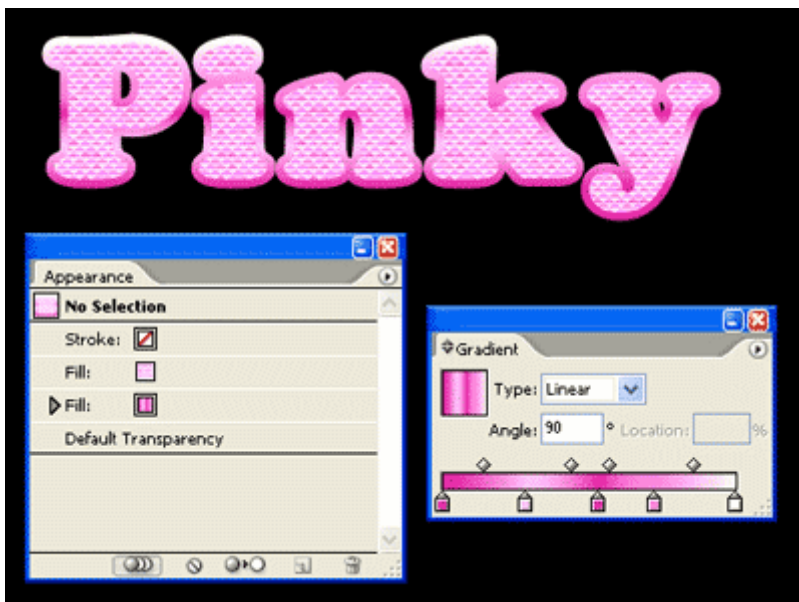 Pinky
Appearance
No Selection
Stroke:
Fill:
Fill:
Default Transparency
Gradient
Type: Linear
Angle: 90 ° Location: %